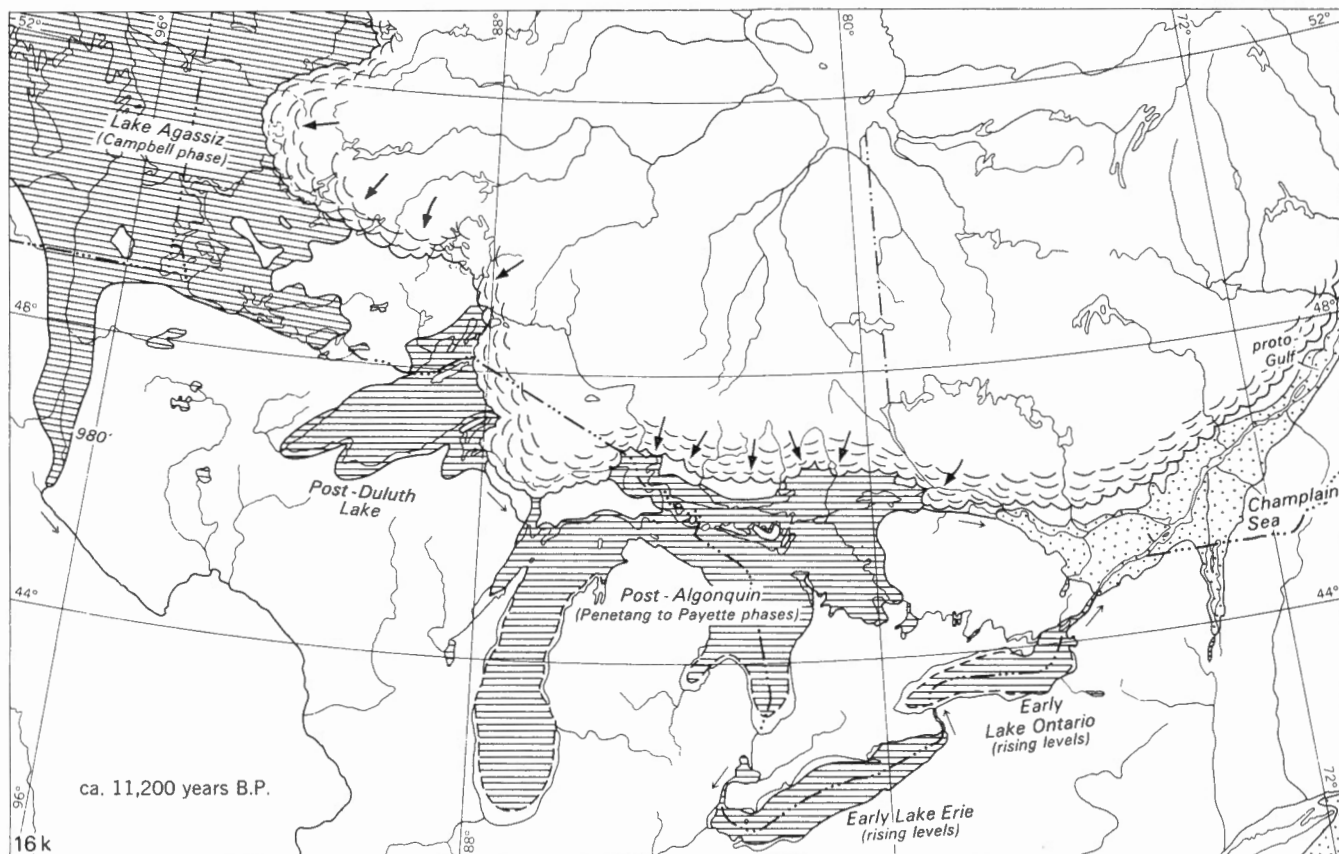 52°
96°
88°
80°
72°
52°
Lake Agassiz
(Campbell phase)
48°
48°
proto-
Gulf
980'
Post-Duluth
Lake
Champlain
Sea
44°
Post-Algonquin
(Penetang to Payette phases)
44°
Early
Lake Ontario
(rising levels)
ca. 11,200 years B.P.
96°
72°
Early Lake Erie
(rising levels)
16k
88°